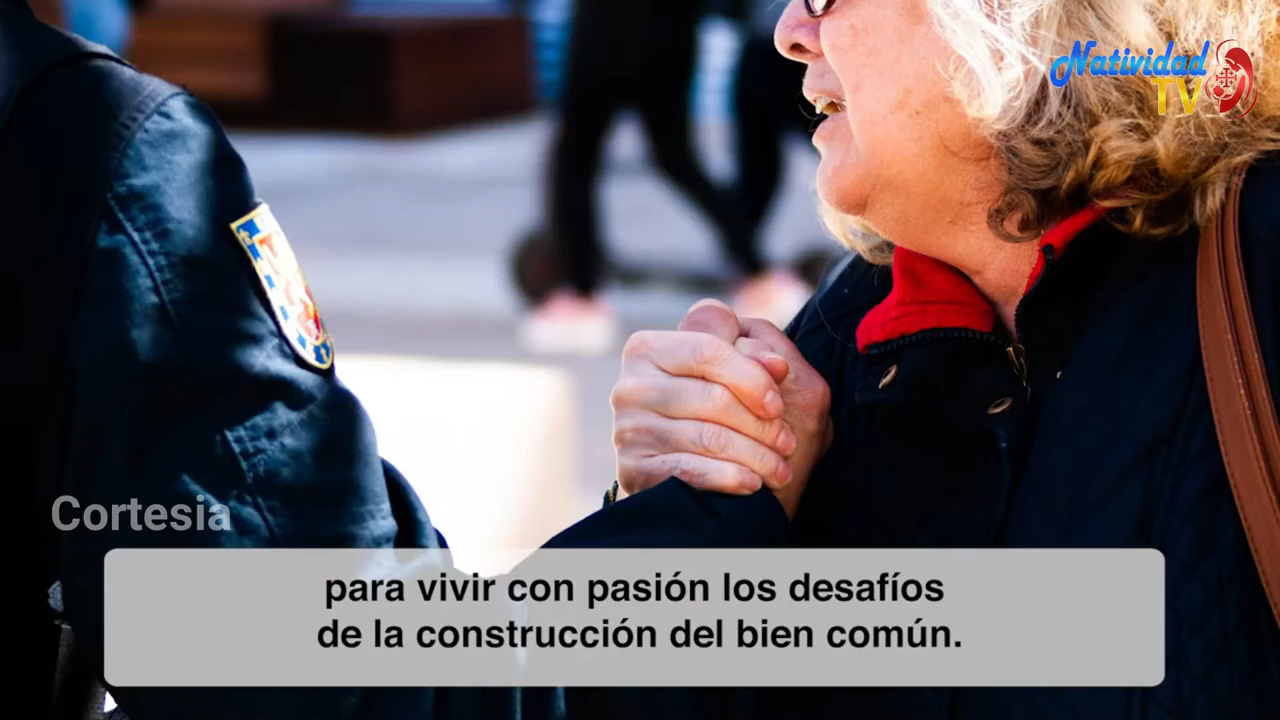 Natividad
TV
Cortesia
para vivir con pasión los desafíos
de la construcción del bien común.